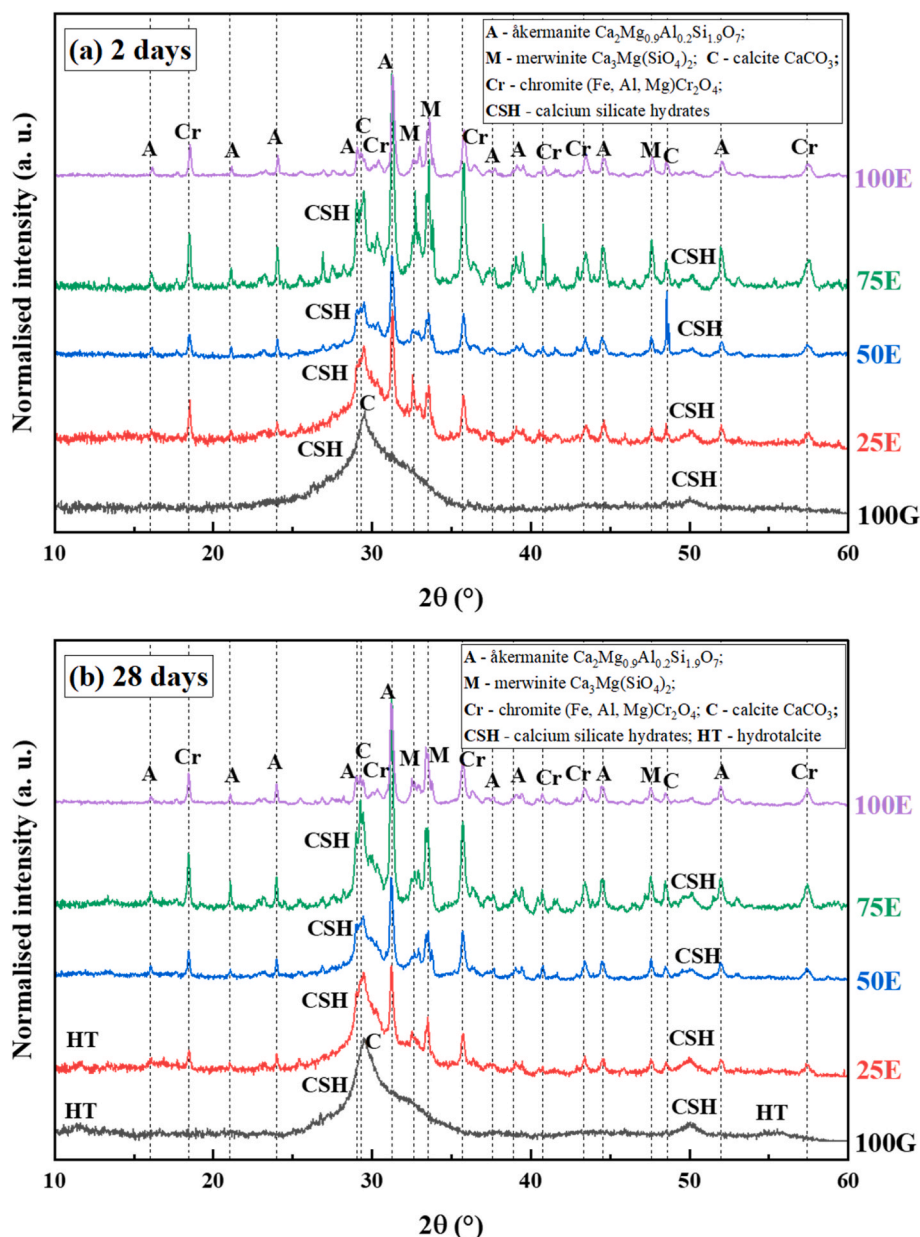 (a) 2 days
A - åkermanite Ca₂Mg₀.₉Al₀.₂Si₁.₉O₇;
M - merwinite Ca₃Mg(SiO₄)₂; C - calcite CaCO₃;
Cr - chromite (Fe, Al, Mg)Cr₂O₄;
CSH - calcium silicate hydrates
A
M
C
A Cr A A A Cr M Cr A A Cr Cr A M C A Cr
100E
CSH CSH
75E
CSH CSH
50E
CSH CSH
25E
C
CSH CSH
100G
Normalised intensity (a. u.)
10 20 30 40 50 60
2θ (°)
(b) 28 days
A - åkermanite Ca₂Mg₀.₉Al₀.₂Si₁.₉O₇;
M - merwinite Ca₃Mg(SiO₄)₂;
Cr - chromite (Fe, Al, Mg)Cr₂O₄; C - calcite CaCO₃;
CSH - calcium silicate hydrates; HT - hydrotalcite
A
C M M
A Cr A A A Cr Cr A A Cr Cr A M C A Cr
100E
CSH CSH
75E
CSH CSH
50E
HT CSH CSH
25E
C
HT CSH CSH HT
100G
Normalised intensity (a. u.)
10 20 30 40 50 60
2θ (°)